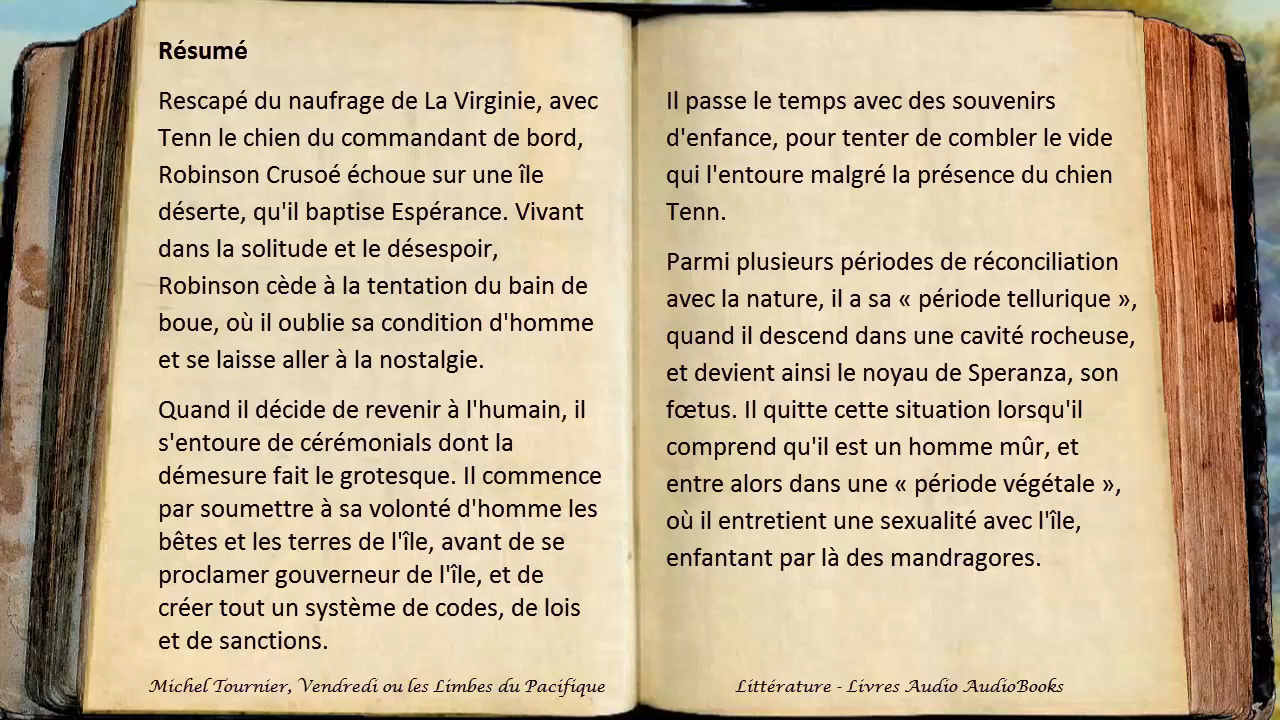 Résumé
Rescapé du naufrage de La Virginie, avec
Tenn le chien du commandant de bord,
Robinson Crusoé échoue sur une île
déserte, qu'il baptise Espérance. Vivant
dans la solitude et le désespoir,
Robinson cède à la tentation du bain de
boue, où il oublie sa condition d'homme
et se laisse aller à la nostalgie.
Quand il décide de revenir à l'humain, il
s'entoure de cérémonials dont la
démesure fait le grotesque. Il commence
par soumettre à sa volonté d'homme les
bêtes et les terres de l'île, avant de se
proclamer gouverneur de l'île, et de
créer tout un système de codes, de lois
et de sanctions.
Michel Tournier, Vendredi ou les Limbes du Pacifique
Il passe le temps avec des souvenirs
d'enfance, pour tenter de combler le vide
qui l'entoure malgré la présence du chien
Tenn.
Parmi plusieurs périodes de réconciliation
avec la nature, il a sa « période tellurique »,
quand il descend dans une cavité rocheuse,
et devient ainsi le noyau de Speranza, son
fœtus. Il quitte cette situation lorsqu'il
comprend qu'il est un homme mûr, et
entre alors dans une « période végétale »,
où il entretient une sexualité avec l'île,
enfantant par là des mandragores.
Littérature - Livres Audio AudioBooks